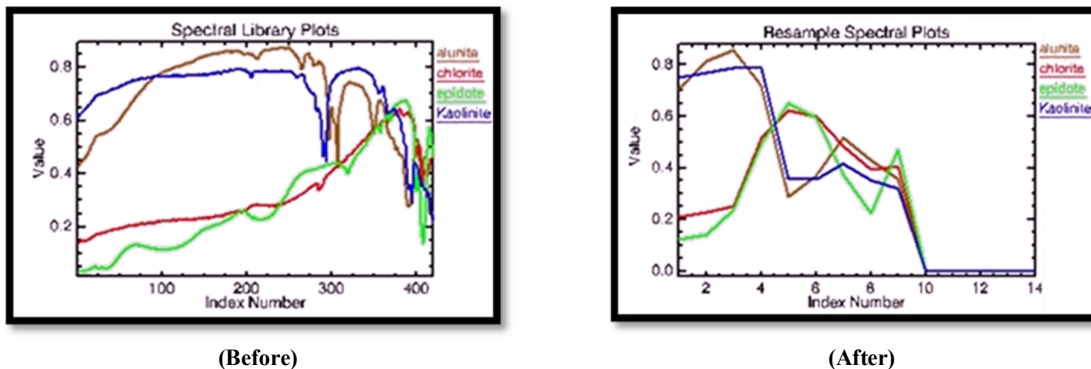 Spectral Library Plots
alunita
chlorite
epidote
Kaolinite
0.8
0.6
0.4
0.2
Value
100 200 300 400
Index Number
(Before)
Resample Spectral Plots
alunita
chlorite
epidote
Kaolinite
0.8
0.6
0.4
0.2
0.0
Value
2 4 6 8 10 12 14
Index Number
(After)